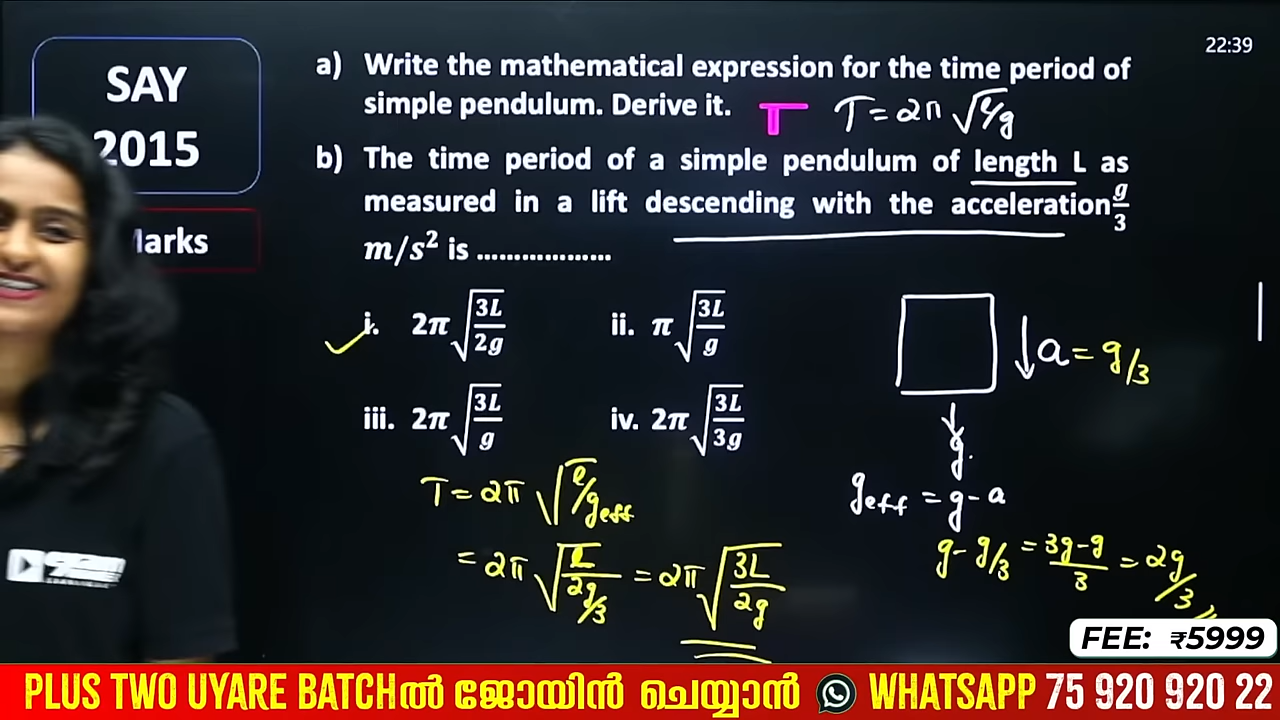 22:39
SAY
2015
Marks
a) Write the mathematical expression for the time period of
simple pendulum. Derive it. T T = 2π √l/g
b) The time period of a simple pendulum of length L as
measured in a lift descending with the acceleration g/3
m/s² is ...................
i. 2π √3L/2g
ii. π √3L/g
a = g/3
iii. 2π √3L/g
iv. 2π √3L/3g
g
T = 2π √l/geff
geff = g - a
= 2π √L/2g/3 = 2π √3L/2g
g - g/3 = 3g-g/3 = 2g/3
FEE: ₹5999
PLUS TWO UYARE BATCHൽ ജോയിൻ ചെയ്യാൻ WHATSAPP 75 920 920 22